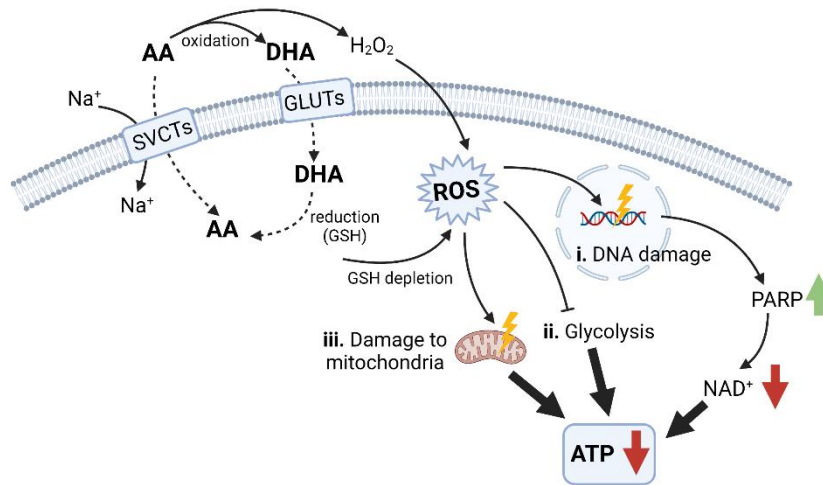 AA
oxidation
DHA
H₂O₂
Na⁺
SVCTs
GLUTs
Na⁺
DHA
AA
reduction
(GSH)
GSH depletion
ROS
i. DNA damage
PARP
NAD⁺
ii. Glycolysis
iii. Damage to
mitochondria
ATP